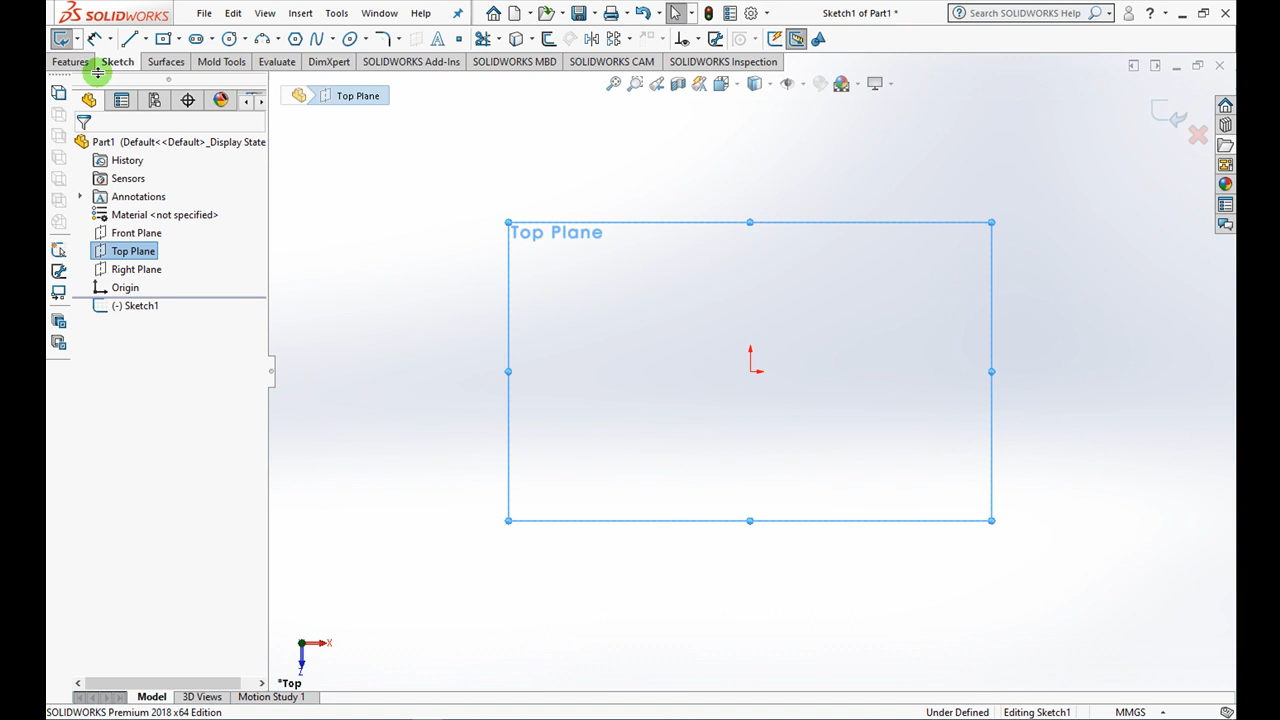 SOLIDWORKS File Edit View Insert Tools Window Help Sketch1 of Part1 * Search SOLIDWORKS Help
Features Sketch Surfaces Mold Tools Evaluate DimXpert SOLIDWORKS Add-Ins SOLIDWORKS MBD SOLIDWORKS CAM SOLIDWORKS Inspection
Top Plane
Part1 (Default<<Default>_Display State
History
Sensors
Annotations
Material <not specified>
Front Plane
Top Plane
Right Plane
Origin
(-) Sketch1
Top Plane
X
Z
*Top
Model 3D Views Motion Study 1
SOLIDWORKS Premium 2018 x64 Edition Under Defined Editing Sketch1 MMGS